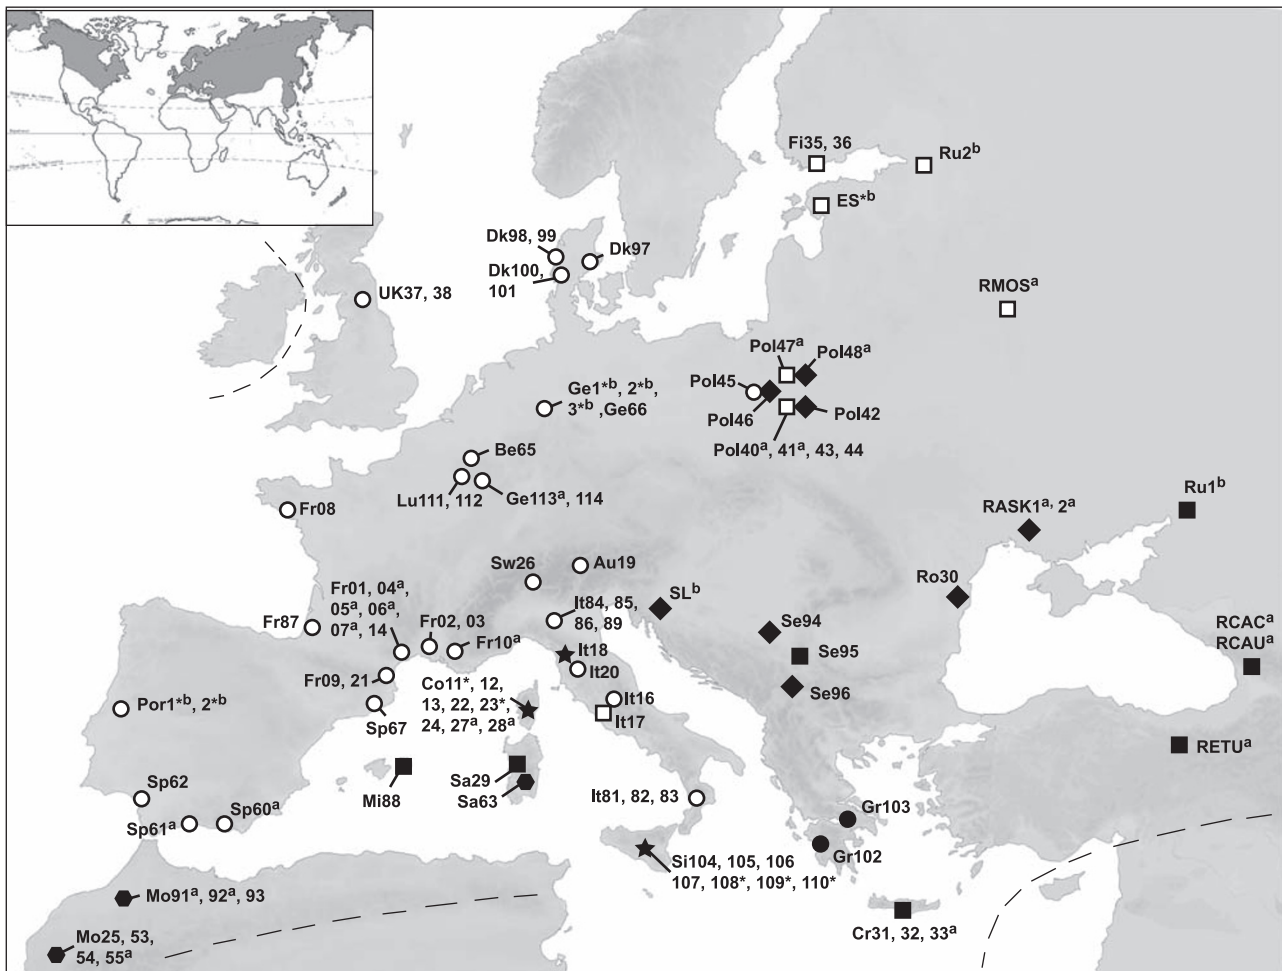 Fi35, 36
Ru2b
ES*b
Dk98, 99
Dk97
Dk100,
101
UK37, 38
RMOSa
Pol47a
Pol48a
Pol45
Pol46
Pol42
Pol40a, 41a, 43, 44
Ge1*b, 2*b,
3*b ,Ge66
Be65
Lu111, 112
Ge113a, 114
Fr08
Ru1b
RASK1a, 2a
Sw26
Au19
Ro30
SLb
Fr01, 04a,
05a, 06a,
07a, 14
Fr87
Fr02, 03
Fr10a
It84, 85,
86, 89
It18
It20
Se94
Se95
Se96
RCACa
RCAUa
Fr09, 21
Co11*, 12,
13, 22, 23*,
24, 27a, 28a
It16
It17
Por1*b, 2*b
Sp67
RETUa
Mi88
Sa29
Sa63
Sp62
It81, 82, 83
Sp60a
Sp61a
Gr103
Gr102
Si104, 105, 106
107, 108*, 109*, 110*
Mo91a, 92a, 93
Cr31, 32, 33a
Mo25, 53,
54, 55a